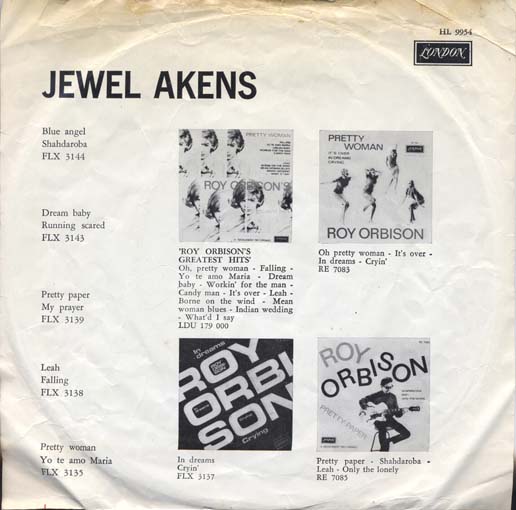 HL 9954
LONDON
JEWEL AKENS
Blue angel
Shahdaroba
FLX 3144
Dream baby
Running scared
FLX 3143
Pretty paper
My prayer
FLX 3139
Leah
Falling
FLX 3138
Pretty woman
Yo te amo Maria
FLX 3135
PRETTY WOMAN
ROY ORBISON'S
'ROY ORBISON'S
GREATEST HITS'
Oh, pretty woman - Falling -
Yo te amo Maria - Dream
baby - Workin' for the man -
Candy man - It's over - Leah -
Borne on the wind - Mean
woman blues - Indian wedding
- What'd I say
LDU 179 000
PRETTY
WOMAN
IT'S OVER
IN DREAMS
CRYING
ROY ORBISON
Oh pretty woman - It's over -
In dreams - Cryin'
RE 7083
In dreams
ROY
ORBI
SON
Crying
In dreams
Cryin'
FLX 3137
ROY
ORBISON
PRETTY PAPER
Pretty paper - Shahdaroba -
Leah - Only the lonely
RE 7085